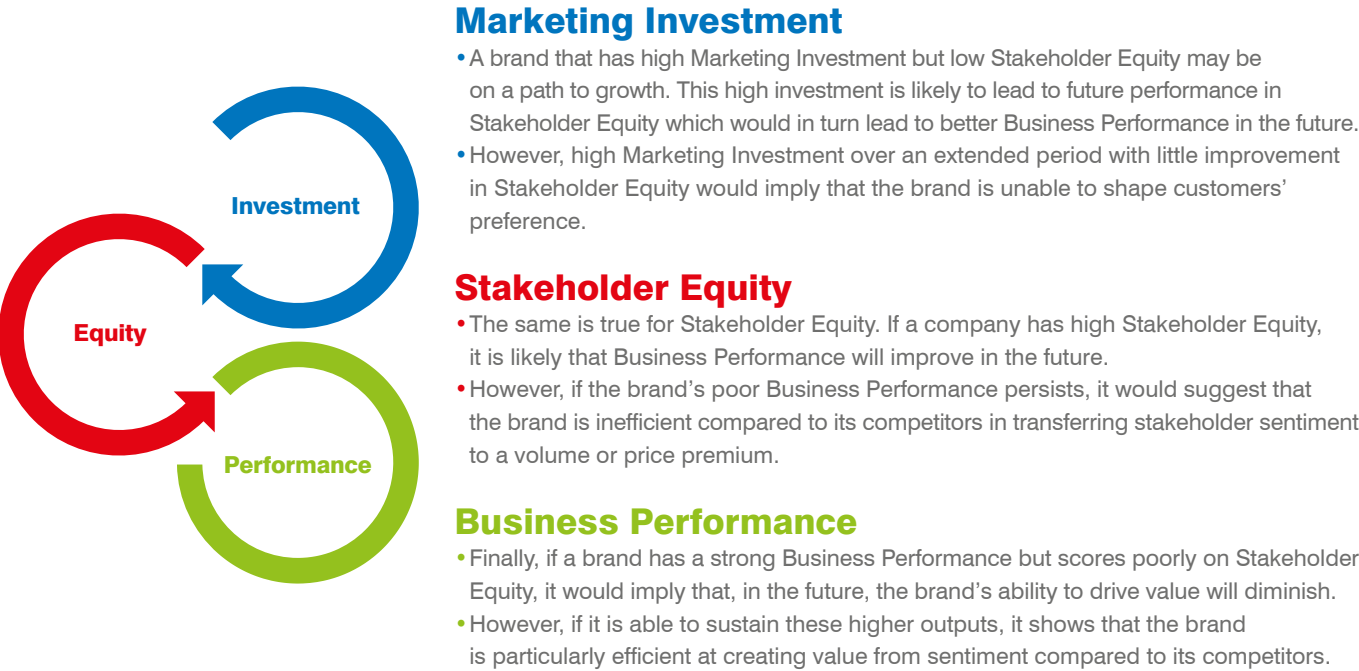 Marketing Investment
•A brand that has high Marketing Investment but low Stakeholder Equity may be
on a path to growth. This high investment is likely to lead to future performance in
Stakeholder Equity which would in turn lead to better Business Performance in the future.
•However, high Marketing Investment over an extended period with little improvement
in Stakeholder Equity would imply that the brand is unable to shape customers’
preference.
Investment
Stakeholder Equity
•The same is true for Stakeholder Equity. If a company has high Stakeholder Equity,
it is likely that Business Performance will improve in the future.
•However, if the brand’s poor Business Performance persists, it would suggest that
the brand is inefficient compared to its competitors in transferring stakeholder sentiment
to a volume or price premium.
Equity
Performance
Business Performance
•Finally, if a brand has a strong Business Performance but scores poorly on Stakeholder
Equity, it would imply that, in the future, the brand’s ability to drive value will diminish.
•However, if it is able to sustain these higher outputs, it shows that the brand
is particularly efficient at creating value from sentiment compared to its competitors.